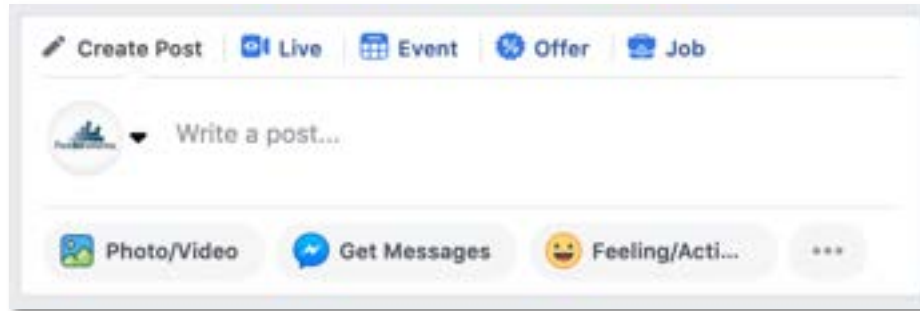 Create Post Live Event Offer Job
Write a post...
Photo/Video Get Messages Feeling/Acti... ...